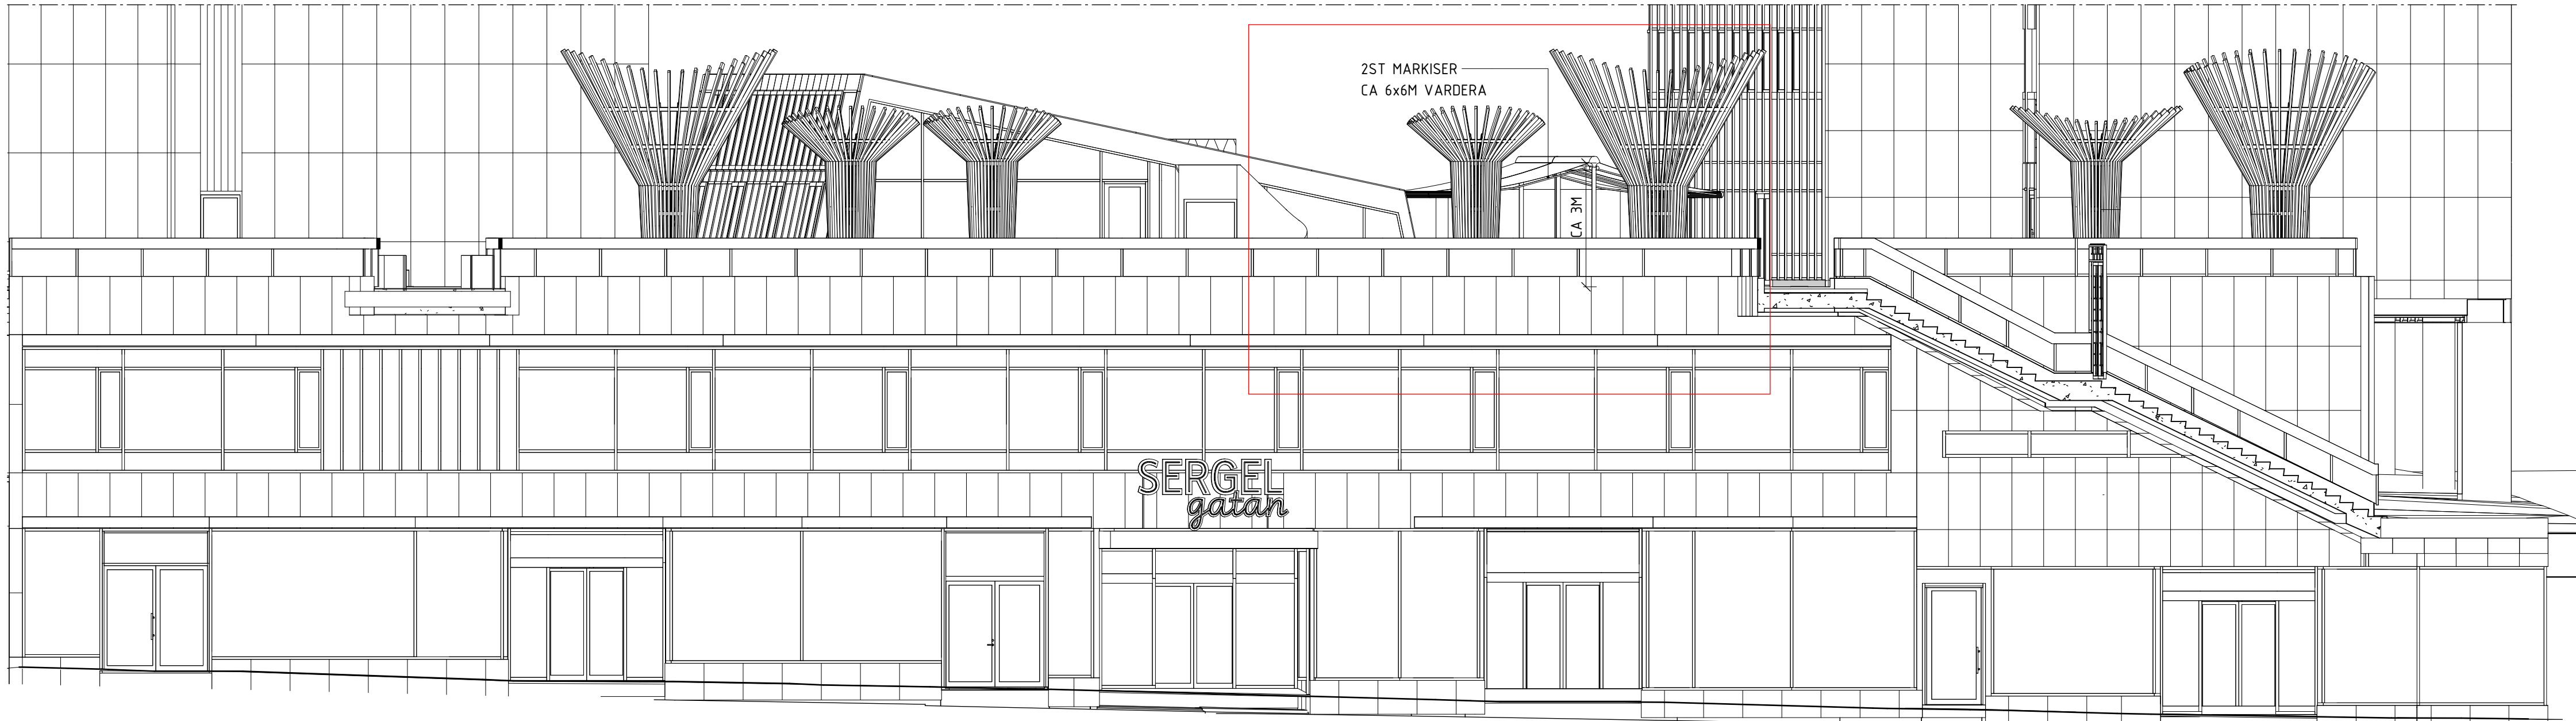 2ST MARKISER
CA 6x6M VARDERA
CA 3M
SERGEL
gatan